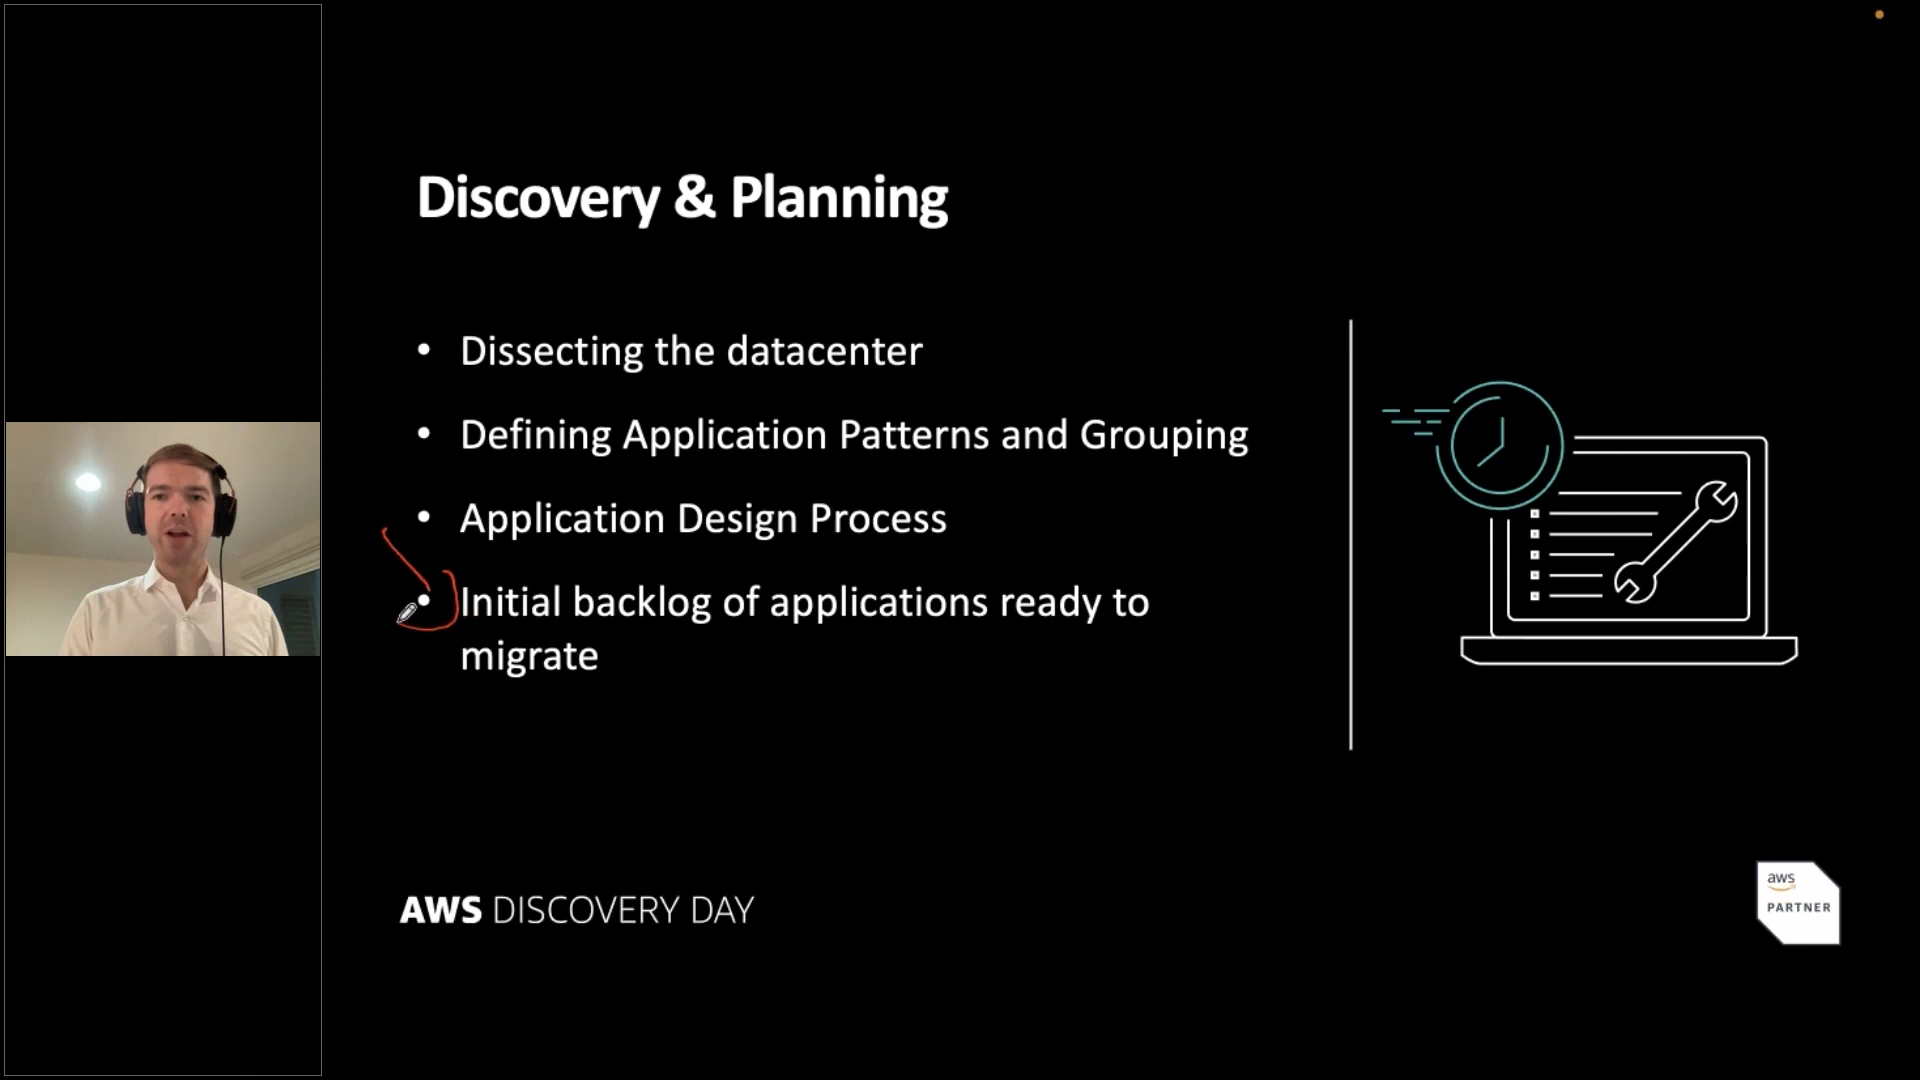 Discovery & Planning
• Dissecting the datacenter
• Defining Application Patterns and Grouping
• Application Design Process
• Initial backlog of applications ready to
migrate
AWS DISCOVERY DAY
aws
PARTNER